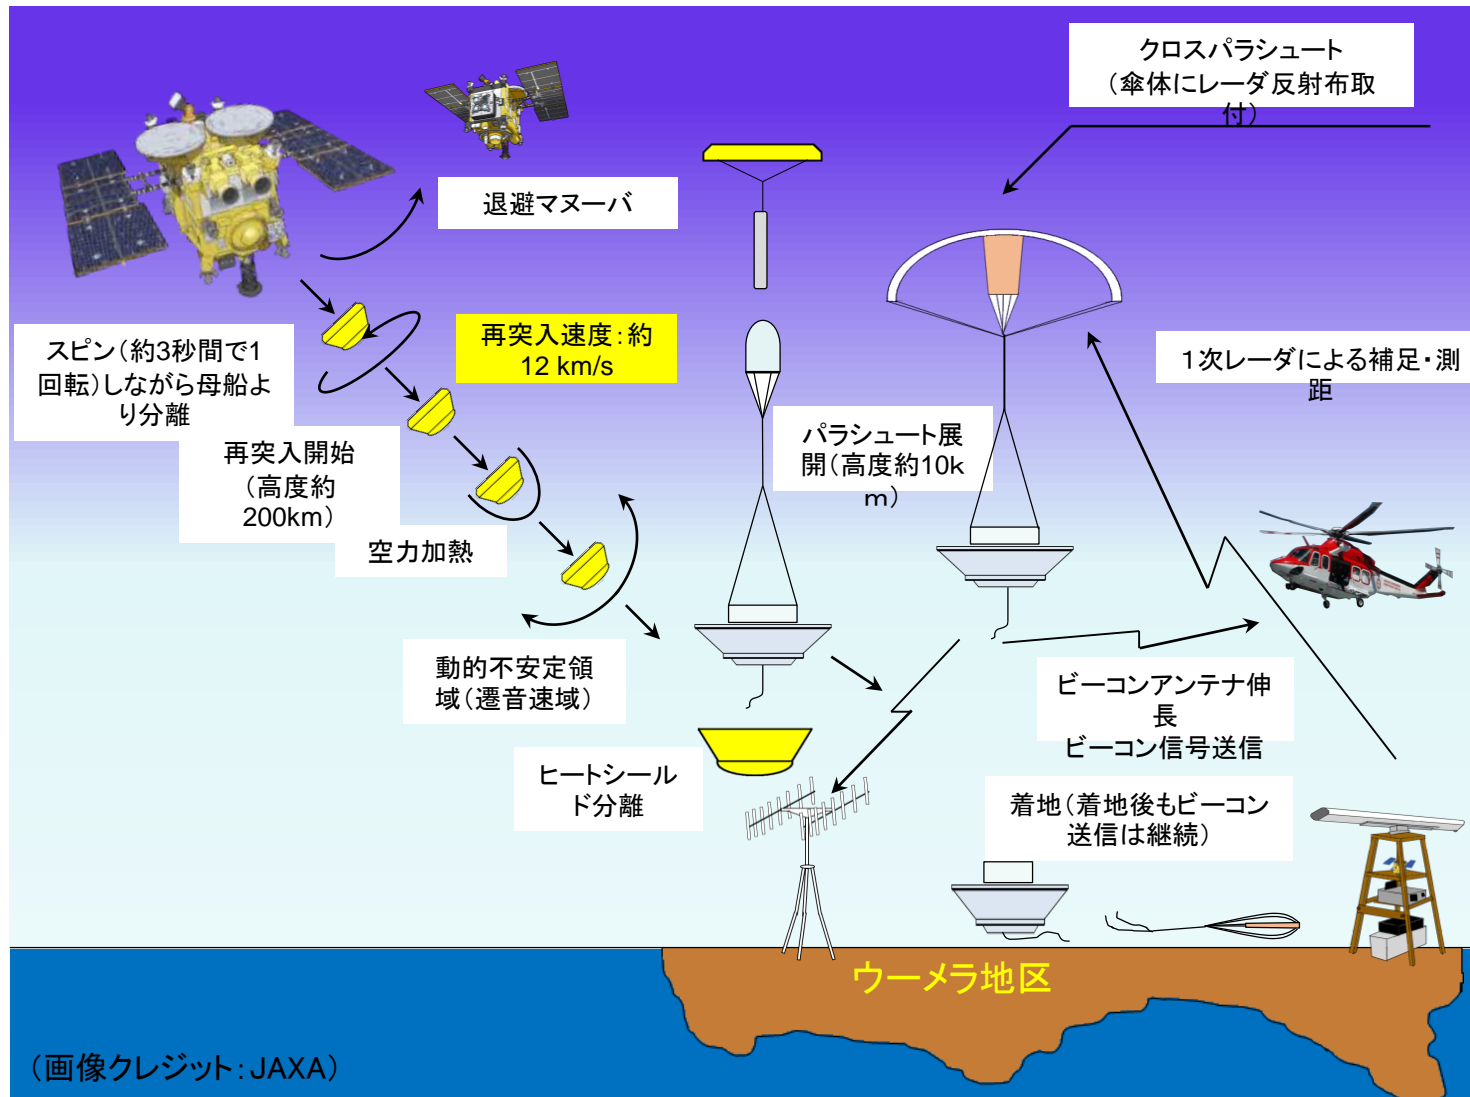 クロスパラシュート
（傘体にレーダ反射布取
付）
退避マヌーバ
スピン（約3秒間で1
回転）しながら母船よ
り分離
再突入速度：約
12 km/s
１次レーダによる補足・測
距
再突入開始
（高度約
200km）
パラシュート展
開（高度約10ｋ
ｍ）
空力加熱
動的不安定領
域（遷音速域）
ビーコンアンテナ伸
長
ビーコン信号送信
ヒートシール
ド分離
着地（着地後もビーコン
送信は継続）
ウーメラ地区
（画像クレジット：JAXA）